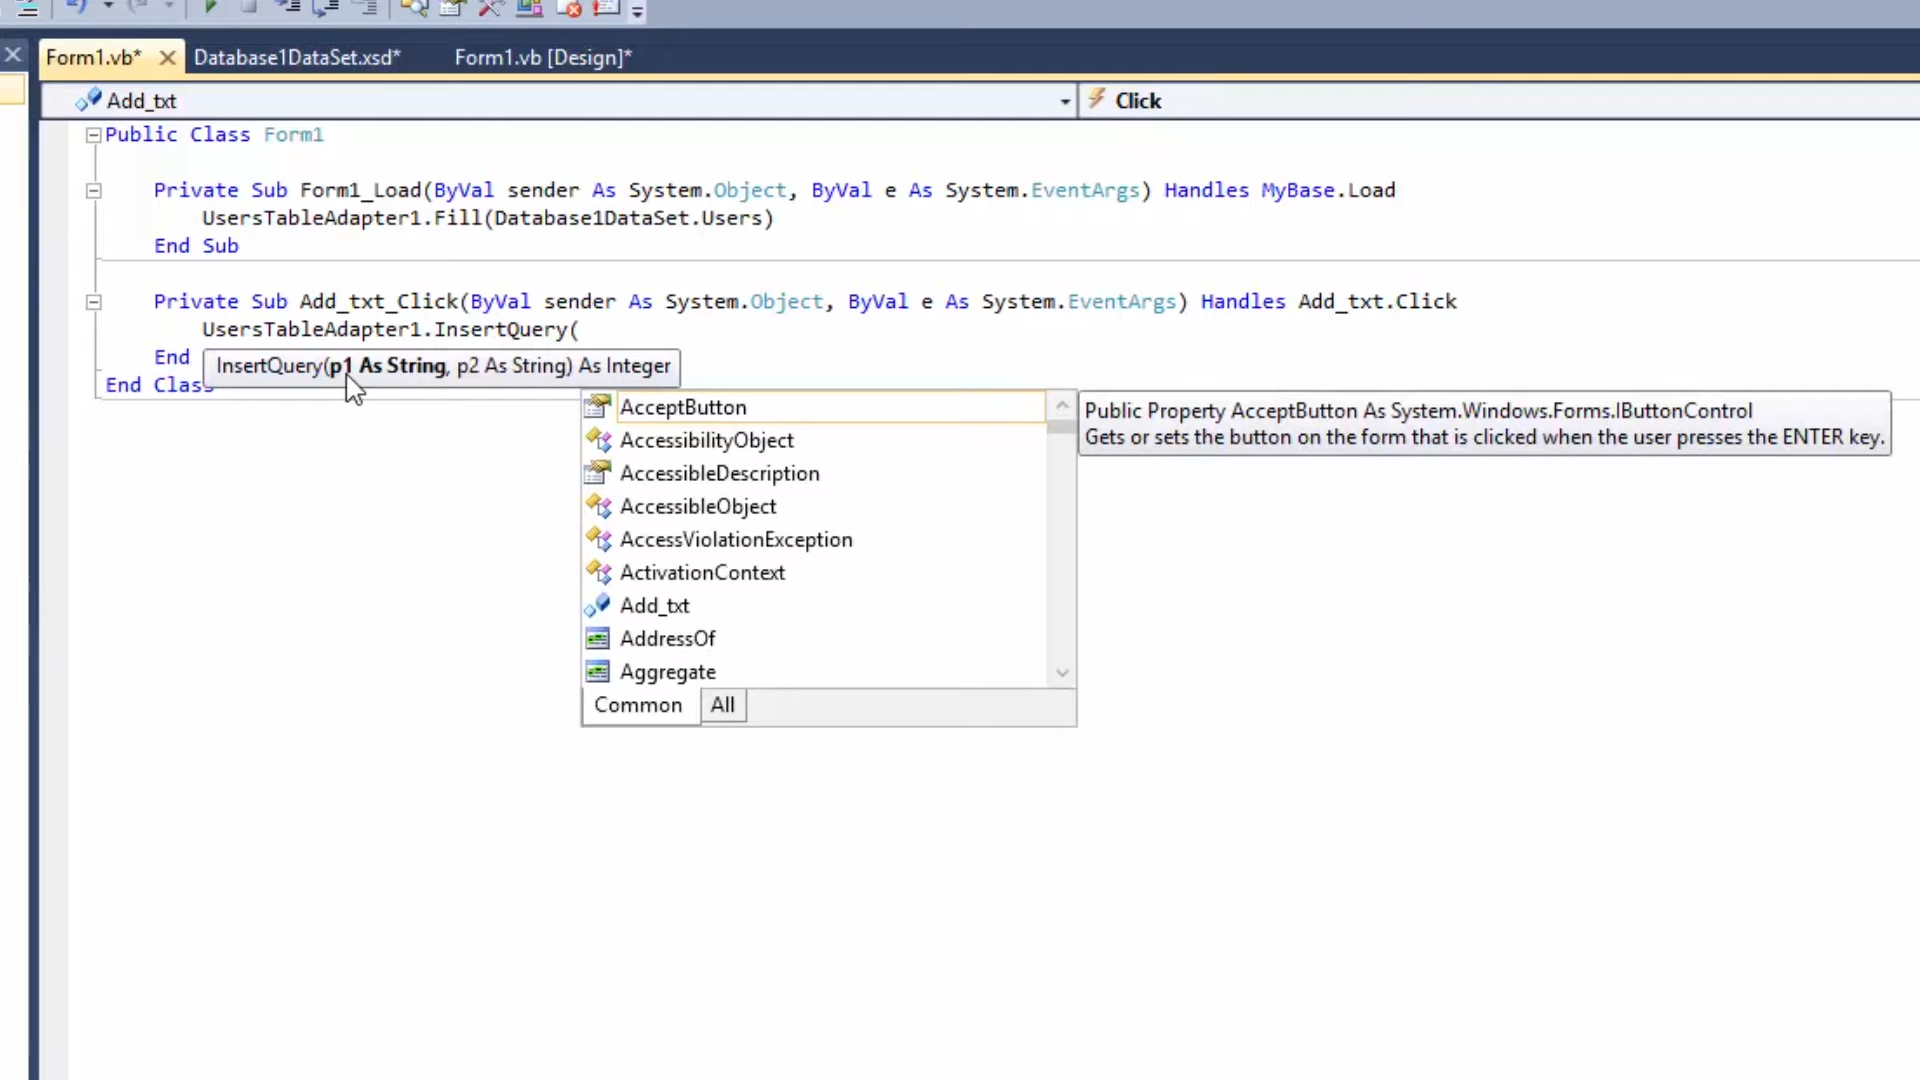 Form1.vb* Database1DataSet.xsd* Form1.vb [Design]*
Add_txt Click
Public Class Form1
Private Sub Form1_Load(ByVal sender As System.Object, ByVal e As System.EventArgs) Handles MyBase.Load
UsersTableAdapter1.Fill(Database1DataSet.Users)
End Sub
Private Sub Add_txt_Click(ByVal sender As System.Object, ByVal e As System.EventArgs) Handles Add_txt.Click
UsersTableAdapter1.InsertQuery(
End
InsertQuery(p1 As String, p2 As String) As Integer
End Class
AcceptButton
AccessibilityObject
AccessibleDescription
AccessibleObject
AccessViolationException
ActivationContext
Add_txt
AddressOf
Aggregate
Common All
Public Property AcceptButton As System.Windows.Forms.IButtonControl
Gets or sets the button on the form that is clicked when the user presses the ENTER key.